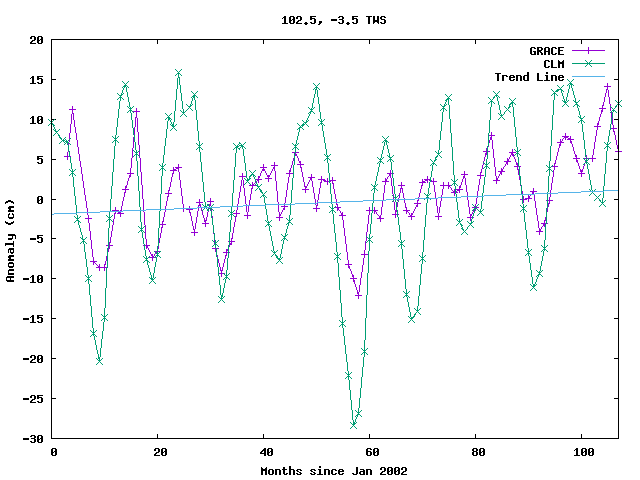 102.5, -3.5 TWS
GRACE
CLM
Trend Line
20
15
10
5
0
-5
-10
-15
-20
-25
-30
Anomaly (cm)
0 20 40 60 80 100
Months since Jan 2002